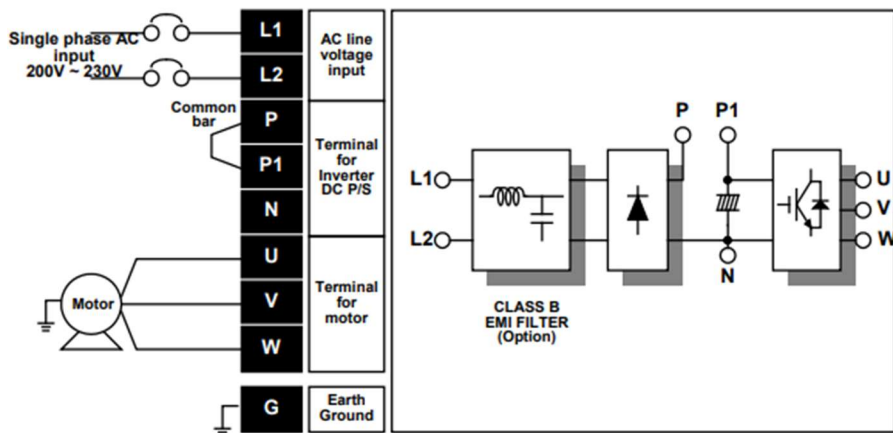 Single phase AC
input
200V ~ 230V
L1
L2
AC line
voltage
input
Common
bar
P
P1
N
Terminal
for
Inverter
DC P/S
U
V
W
Motor
Terminal
for
motor
G
Earth
Ground
P
P1
L1
L2
U
V
W
N
CLASS B
EMI FILTER
(Option)